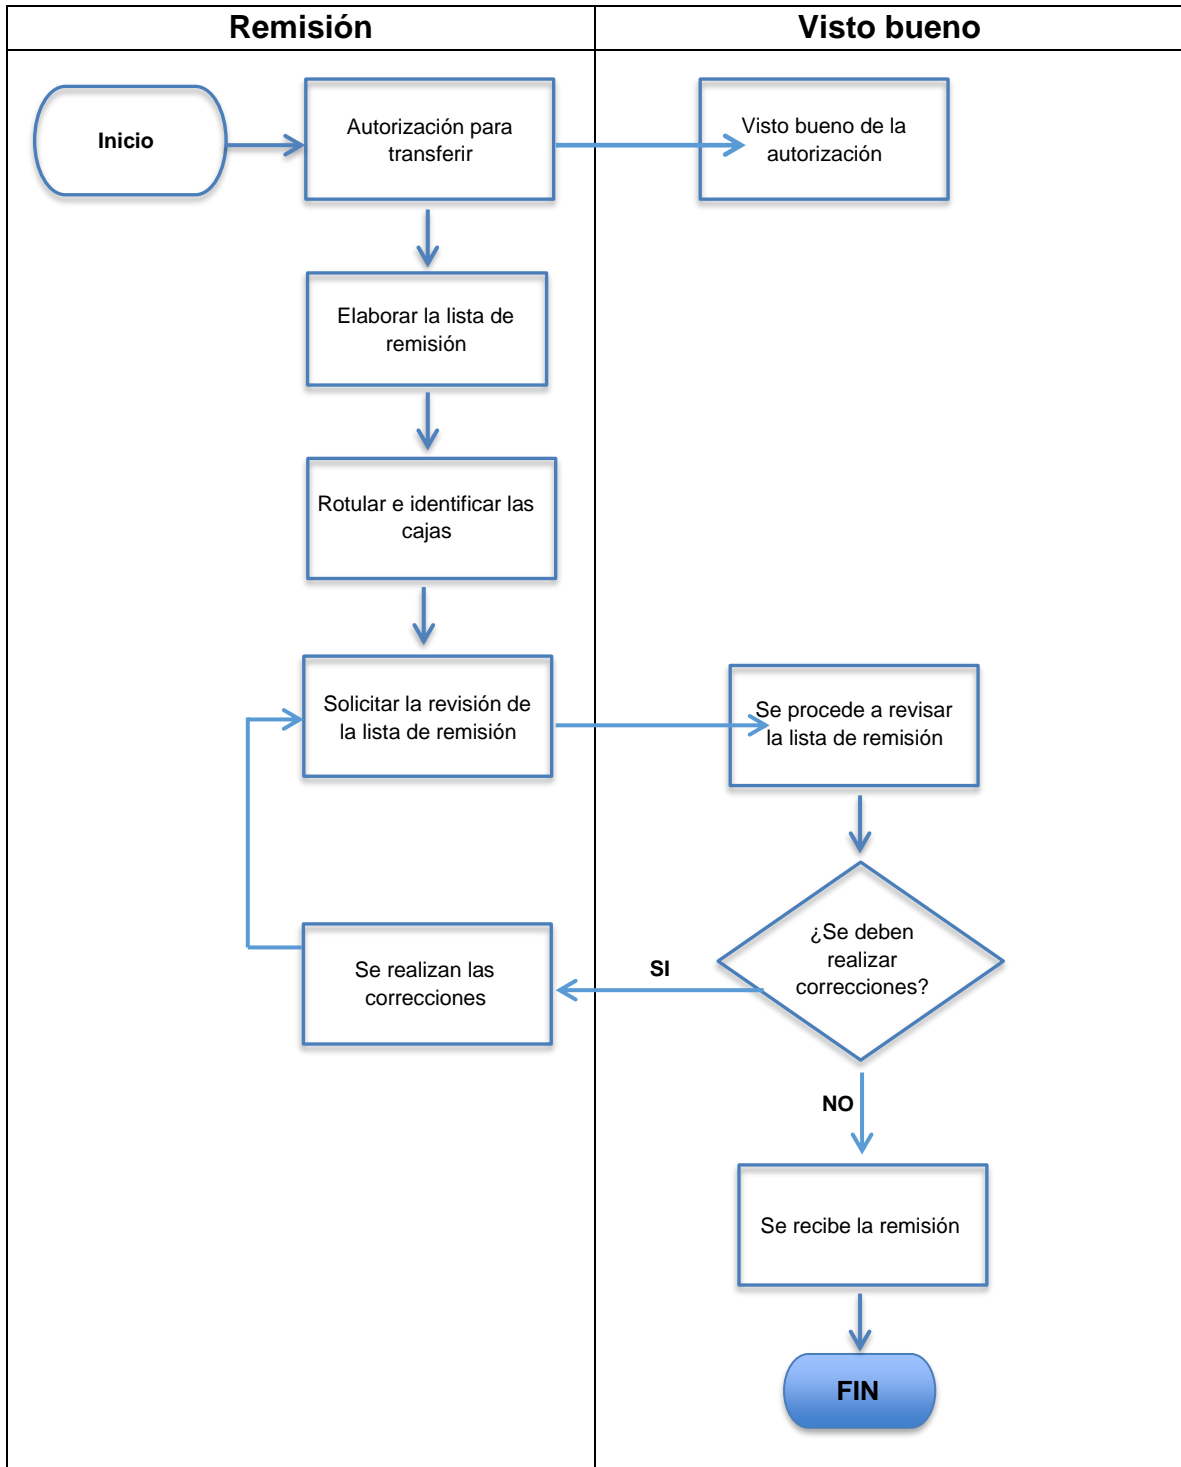 Remisión
Visto bueno
Inicio
Autorización para
transferir
Visto bueno de la
autorización
Elaborar la lista de
remisión
Rotular e identificar las
cajas
Solicitar la revisión de
la lista de remisión
Se procede a revisar
la lista de remisión
¿Se deben
realizar
correcciones?
SI
Se realizan las
correcciones
NO
Se recibe la remisión
FIN